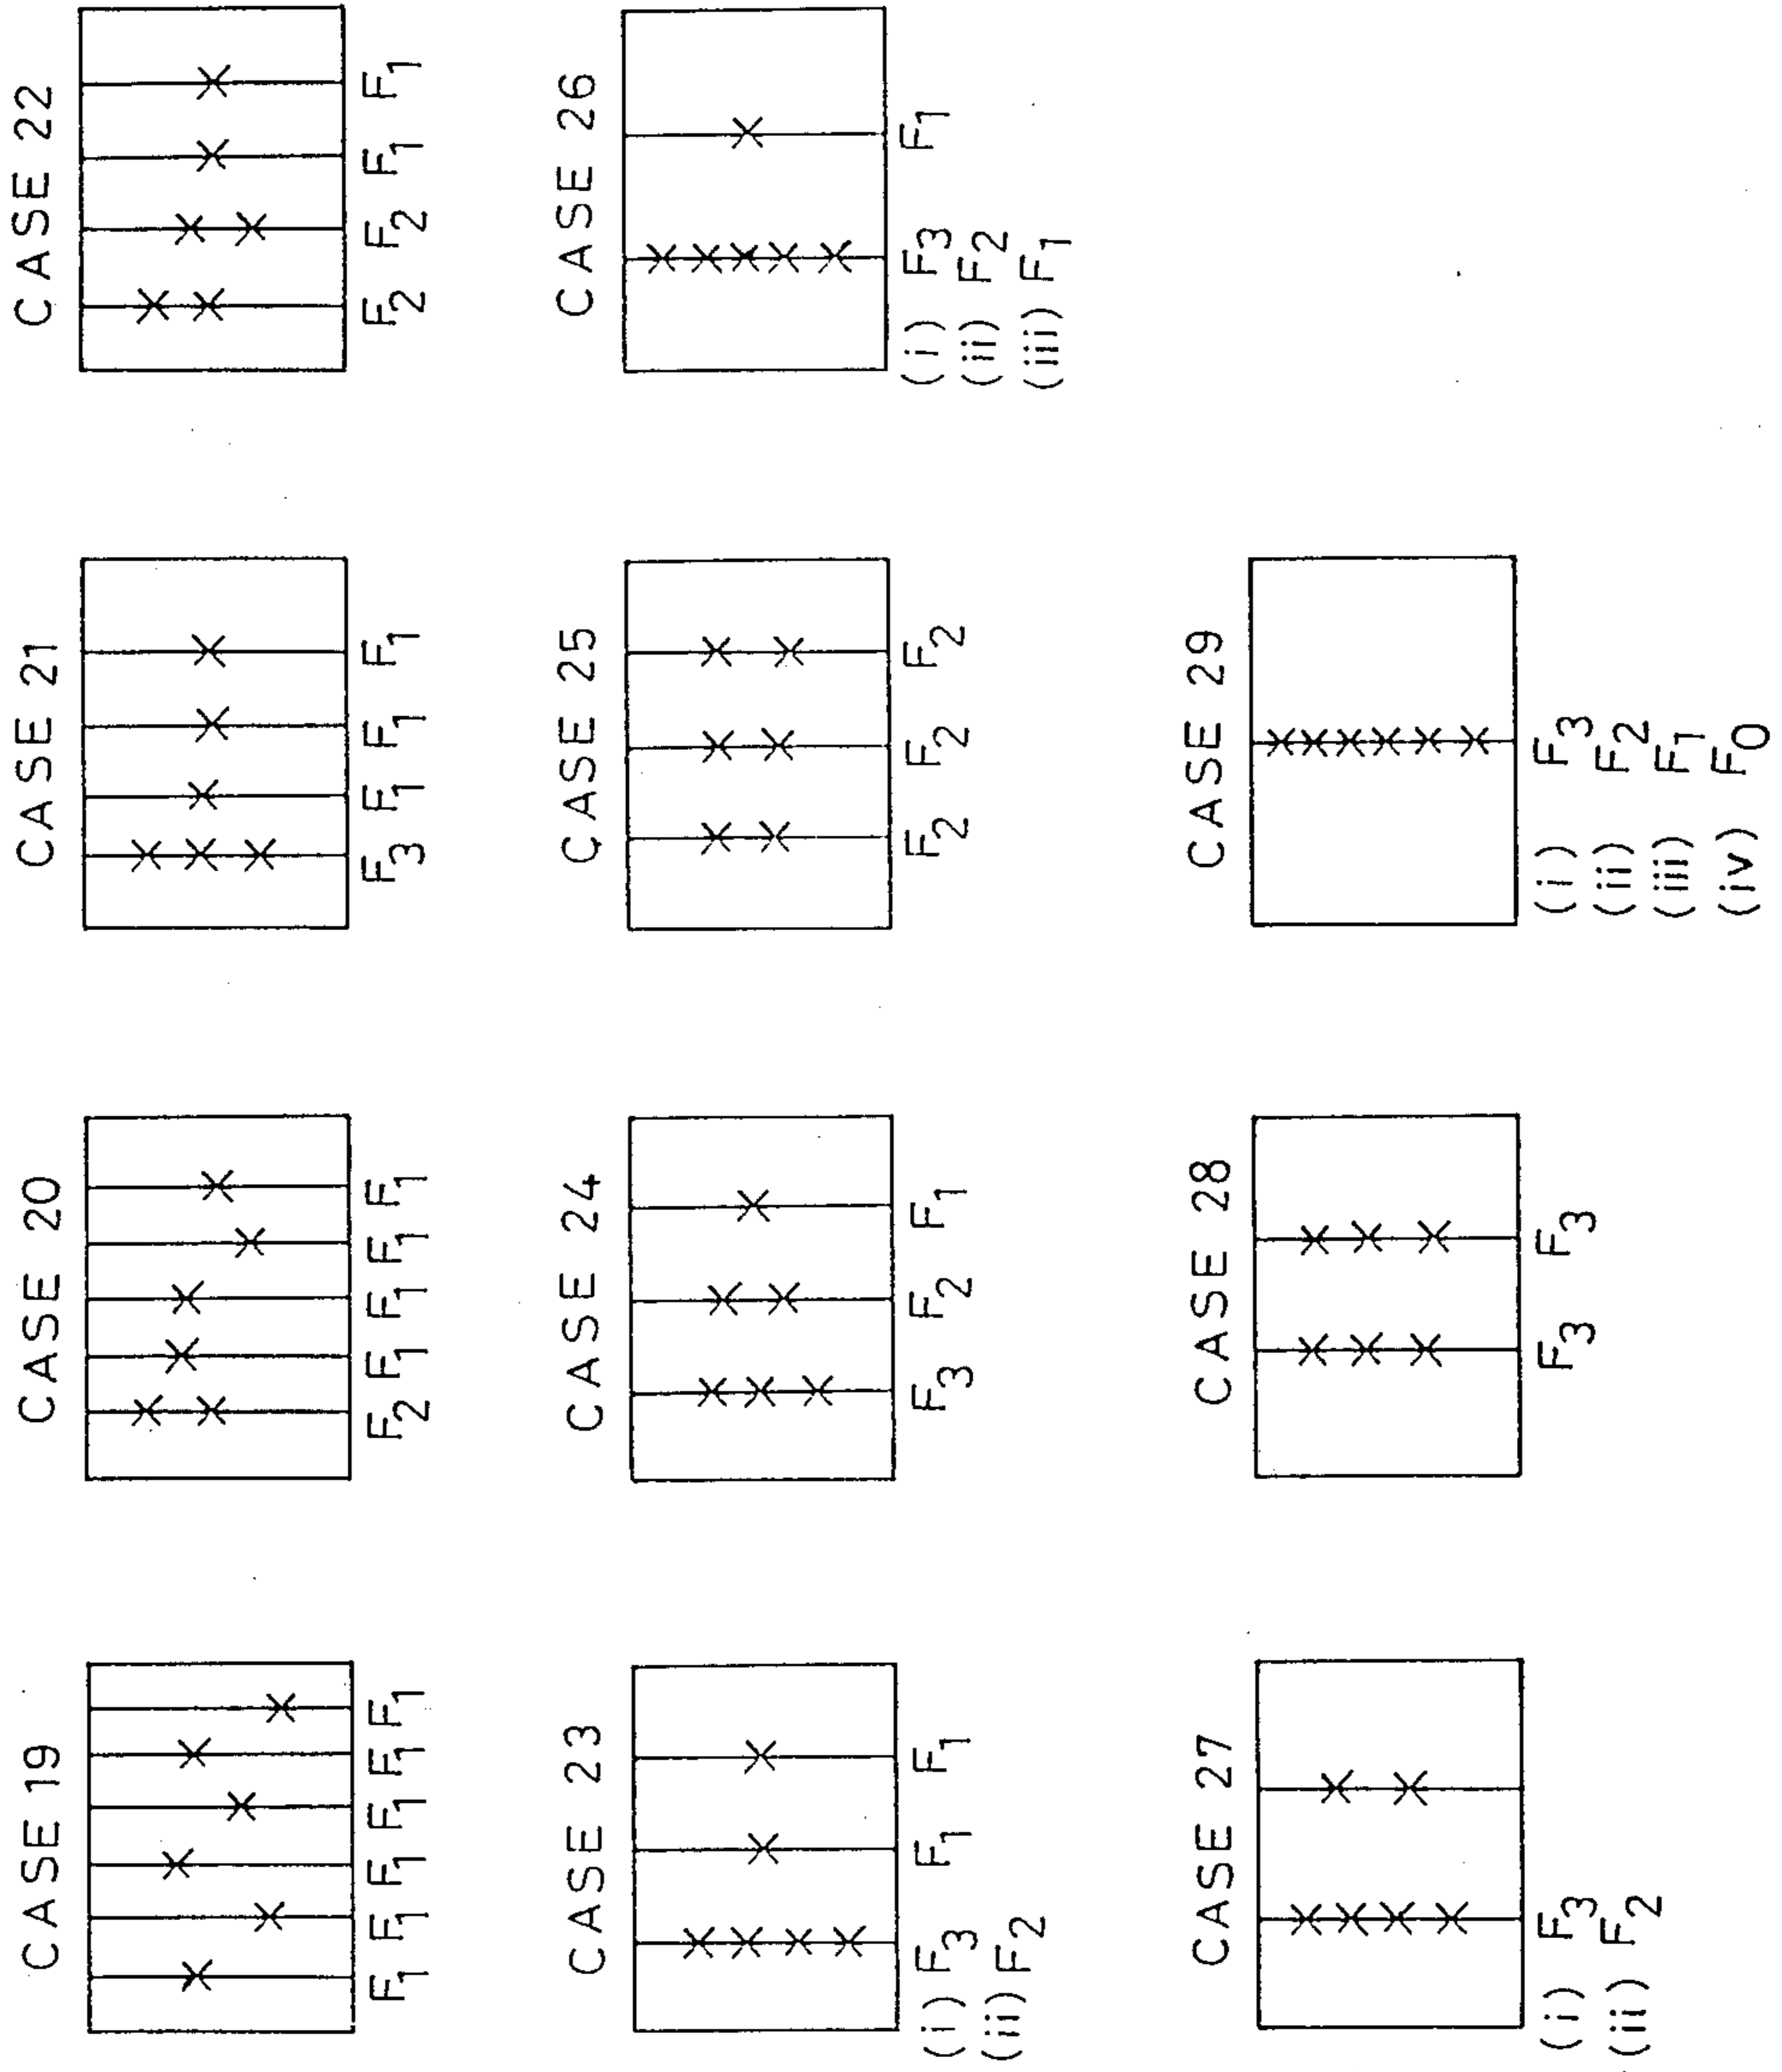 CASE 19
F₁ F₁ F₁ F₁ F₁ F₁
CASE 20
F₂ F₁ F₁ F₁ F₁
CASE 21
F₃ F₁ F₁ F₁
CASE 22
F₂ F₂ F₁ F₁
CASE 23
(i) F₃ F₁ F₁
(ii) F₂
CASE 24
F₃ F₂ F₁
CASE 25
F₂ F₂ F₂
CASE 26
(i) F₃ F₁
(ii) F₂
(iii) F₁
CASE 27
(i) F₃
(ii) F₂
CASE 28
F₃ F₃
CASE 29
(i) F₃
(ii) F₂
(iii) F₁
(iv) F₀